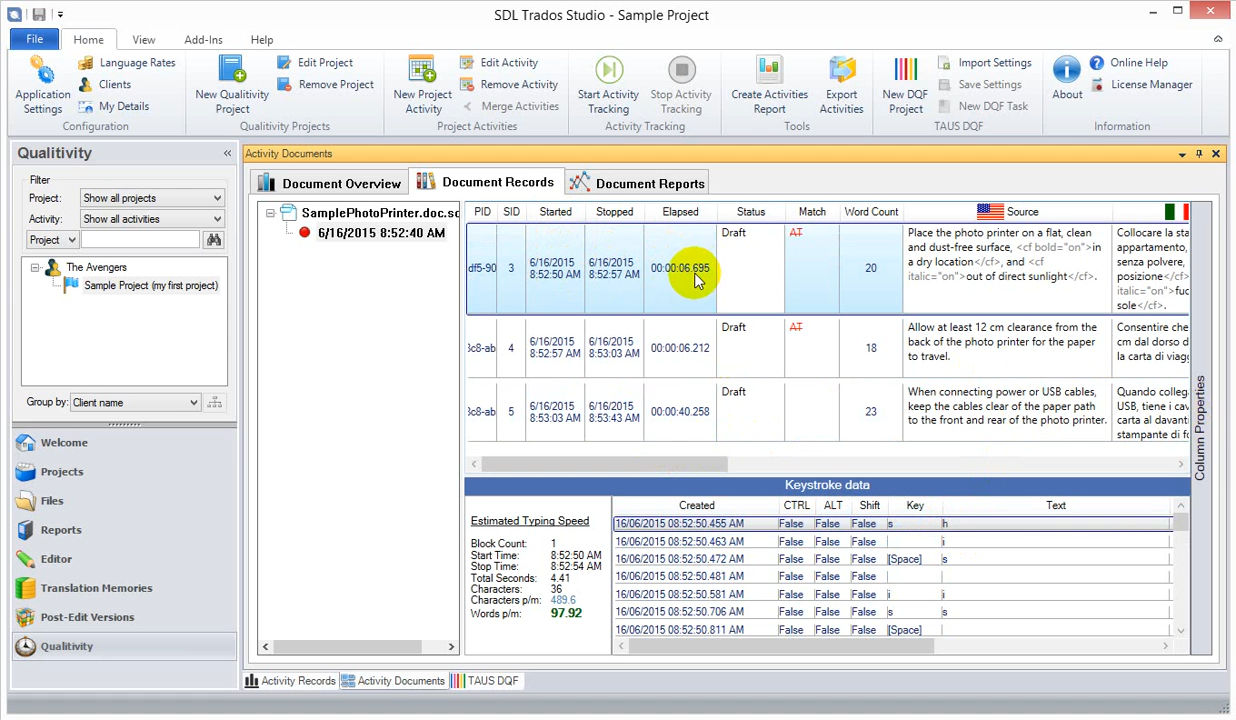 SDL Trados Studio - Sample Project
File
Home
View
Add-Ins
Help
Application Settings
Language Rates
Clients
My Details
Configuration
New Qualitivity Project
Edit Project
Remove Project
Qualitivity Projects
New Project Activity
Edit Activity
Remove Activity
Merge Activities
Project Activities
Start Activity Tracking
Stop Activity Tracking
Activity Tracking
Create Activities Report
Export Activities
Tools
New DQF Project
Import Settings
Save Settings
New DQF Task
TAUS DQF
About
Online Help
License Manager
Information
Qualitivity
«
Filter
Project: Show all projects
Activity: Show all activities
Project
The Avengers
Sample Project (my first project)
Group by: Client name
Welcome
Projects
Files
Reports
Editor
Translation Memories
Post-Edit Versions
Qualitivity
Activity Documents
Document Overview
Document Records
Document Reports
SamplePhotoPrinter.doc.sc
6/16/2015 8:52:40 AM
PID SID Started Stopped Elapsed Status Match Word Count Source
df5-90 3 6/16/2015 8:52:50 AM 6/16/2015 8:52:57 AM 00:00:06.695 Draft AT 20
Place the photo printer on a flat, clean
and dust-free surface, <cf bold="on">in
a dry location</cf>, and <cf
italic="on">out of direct sunlight</cf>.
Collocare la sta
appartamento,
senza polvere,
posizione</cf>
italic="on">fuc
sole</cf>.
3c8-ab 4 6/16/2015 8:52:57 AM 6/16/2015 8:53:03 AM 00:00:06.212 Draft AT 18
Allow at least 12 cm clearance from the
back of the photo printer for the paper
to travel.
Consentire che
cm dal dorso d
la carta di viagg
3c8-ab 5 6/16/2015 8:53:03 AM 6/16/2015 8:53:43 AM 00:00:40.258 Draft 23
When connecting power or USB cables,
keep the cables clear of the paper path
to the front and rear of the photo printer.
Quando colleg
USB, tiene i cav
carta al davanti
stampante di fo
Column Properties
Keystroke data
Estimated Typing Speed
Block Count: 1
Start Time: 8:52:50 AM
Stop Time: 8:52:54 AM
Total Seconds: 4.41
Characters: 36
Characters p/m: 489.6
Words p/m: 97.92
Created CTRL ALT Shift Key Text
16/06/2015 08:52:50.455 AM False False False s h
16/06/2015 08:52:50.463 AM False False False i
16/06/2015 08:52:50.472 AM False False False [Space] s
16/06/2015 08:52:50.481 AM False False False
16/06/2015 08:52:50.581 AM False False False i i
16/06/2015 08:52:50.706 AM False False False s s
16/06/2015 08:52:50.811 AM False False False [Space]
Activity Records
Activity Documents
TAUS DQF